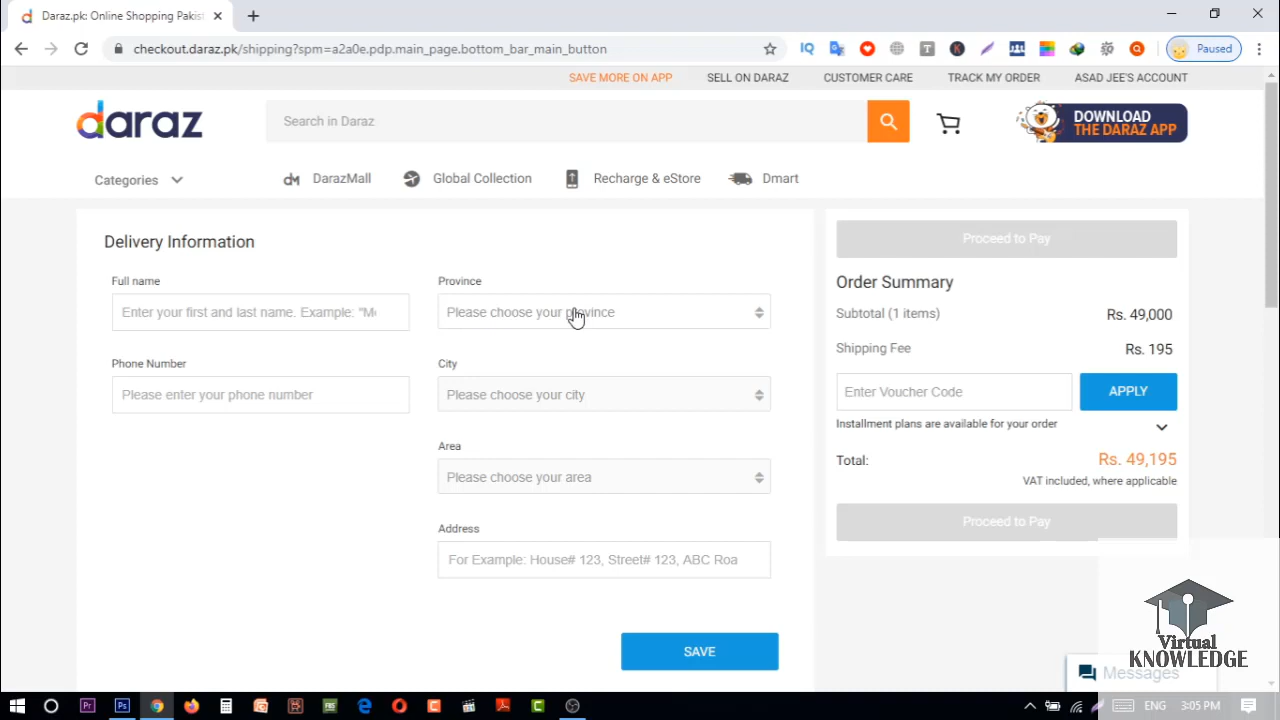 Daraz.pk: Online Shopping Pakist
checkout.daraz.pk/shipping?spm=a2a0e.pdp.main_page.bottom_bar_main_button
Paused
SAVE MORE ON APP SELL ON DARAZ CUSTOMER CARE TRACK MY ORDER ASAD JEE'S ACCOUNT
daraz
Search in Daraz
DOWNLOAD
THE DARAZ APP
Categories DarazMall Global Collection Recharge & eStore Dmart
Delivery Information
Full name
Enter your first and last name. Example: "Mo
Phone Number
Please enter your phone number
Province
Please choose your province
City
Please choose your city
Area
Please choose your area
Address
For Example: House# 123, Street# 123, ABC Roa
SAVE
Proceed to Pay
Order Summary
Subtotal (1 items) Rs. 49,000
Shipping Fee Rs. 195
Enter Voucher Code APPLY
Installment plans are available for your order
Total: Rs. 49,195
VAT included, where applicable
Proceed to Pay
Virtual
KNOWLEDGE
Messages
ENG 3:05 PM